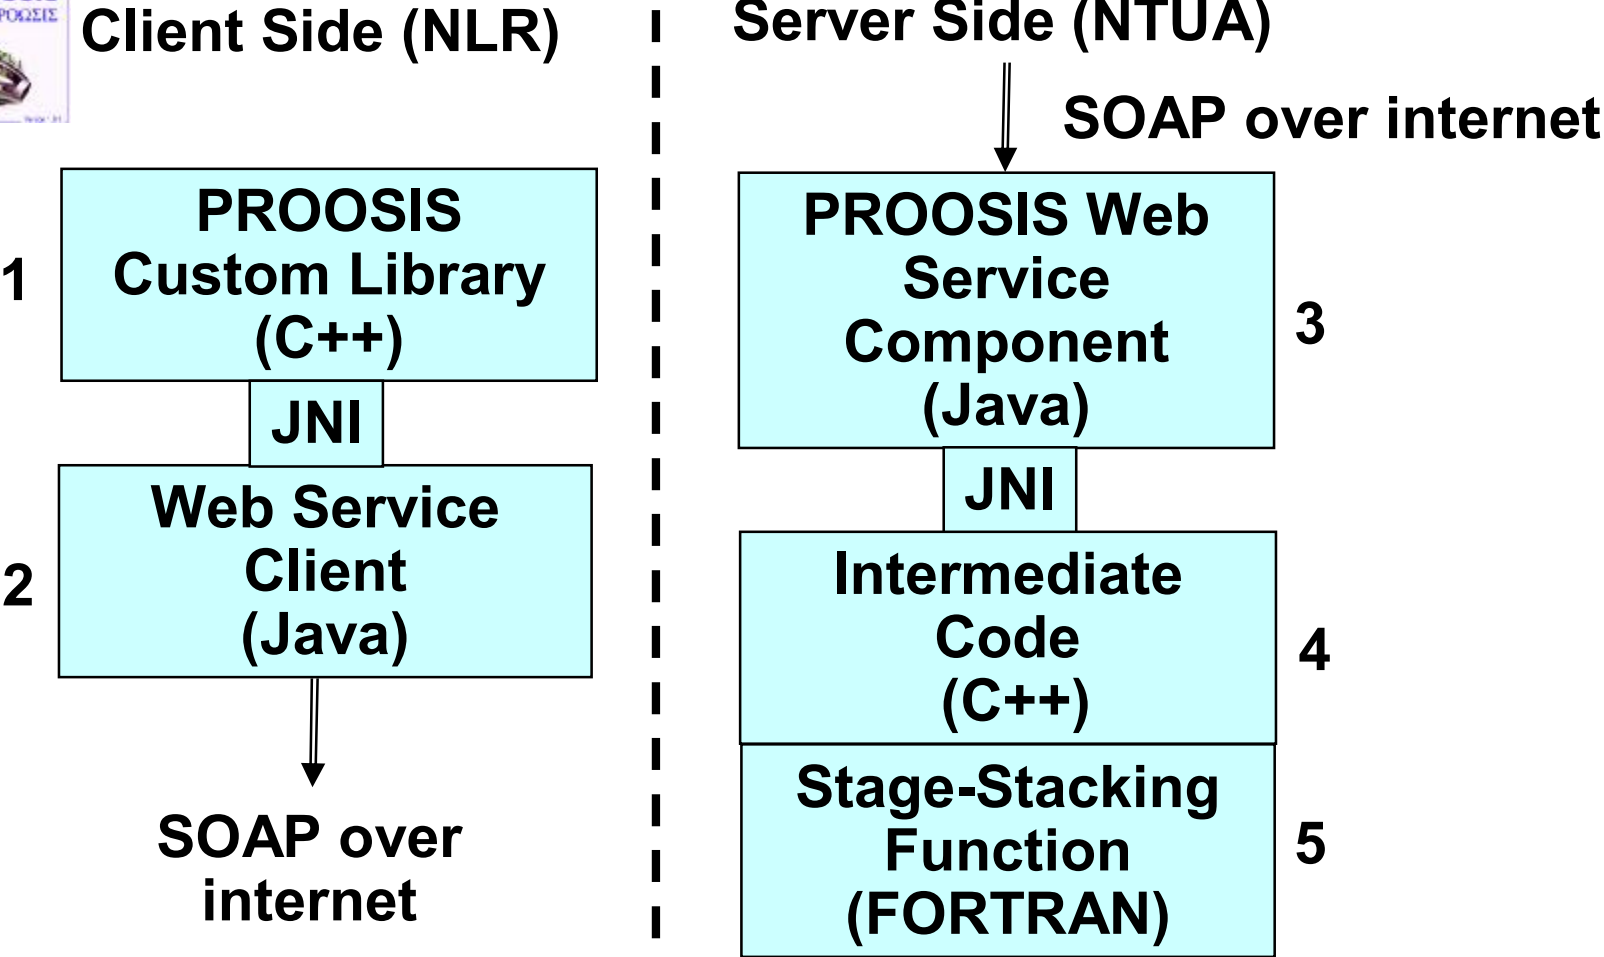 Client Side (NLR)
PROOSIS
Custom Library
(C++)
1
JNI
Web Service
Client
(Java)
2
SOAP over
internet
Server Side (NTUA)
SOAP over internet
PROOSIS Web
Service
Component
(Java)
3
JNI
Intermediate
Code
(C++)
4
Stage-Stacking
Function
(FORTRAN)
5